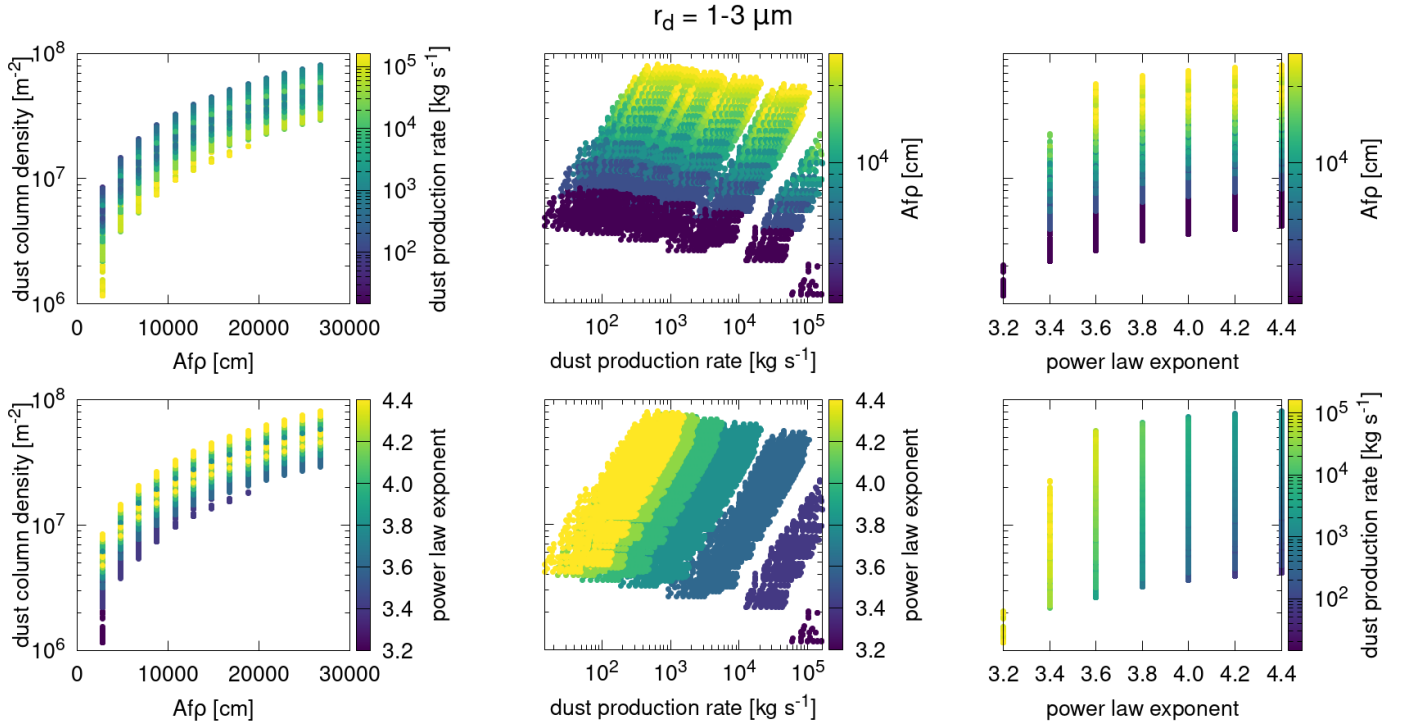 r_d = 1-3 μm
dust column density [m^-2]
10^8
10^7
10^6
0 10000 20000 30000
Afρ [cm]
10^5
10^4
10^3
10^2
dust production rate [kg s^-1]
10^2 10^3 10^4 10^5
dust production rate [kg s^-1]
10^4
Afρ [cm]
3.2 3.4 3.6 3.8 4.0 4.2 4.4
power law exponent
10^4
Afρ [cm]
dust column density [m^-2]
10^8
10^7
10^6
0 10000 20000 30000
Afρ [cm]
4.4
4.2
4.0
3.8
3.6
3.4
3.2
power law exponent
10^2 10^3 10^4 10^5
dust production rate [kg s^-1]
4.4
4.2
4.0
3.8
3.6
3.4
3.2
power law exponent
3.2 3.4 3.6 3.8 4.0 4.2 4.4
power law exponent
10^5
10^4
10^3
10^2
dust production rate [kg s^-1]